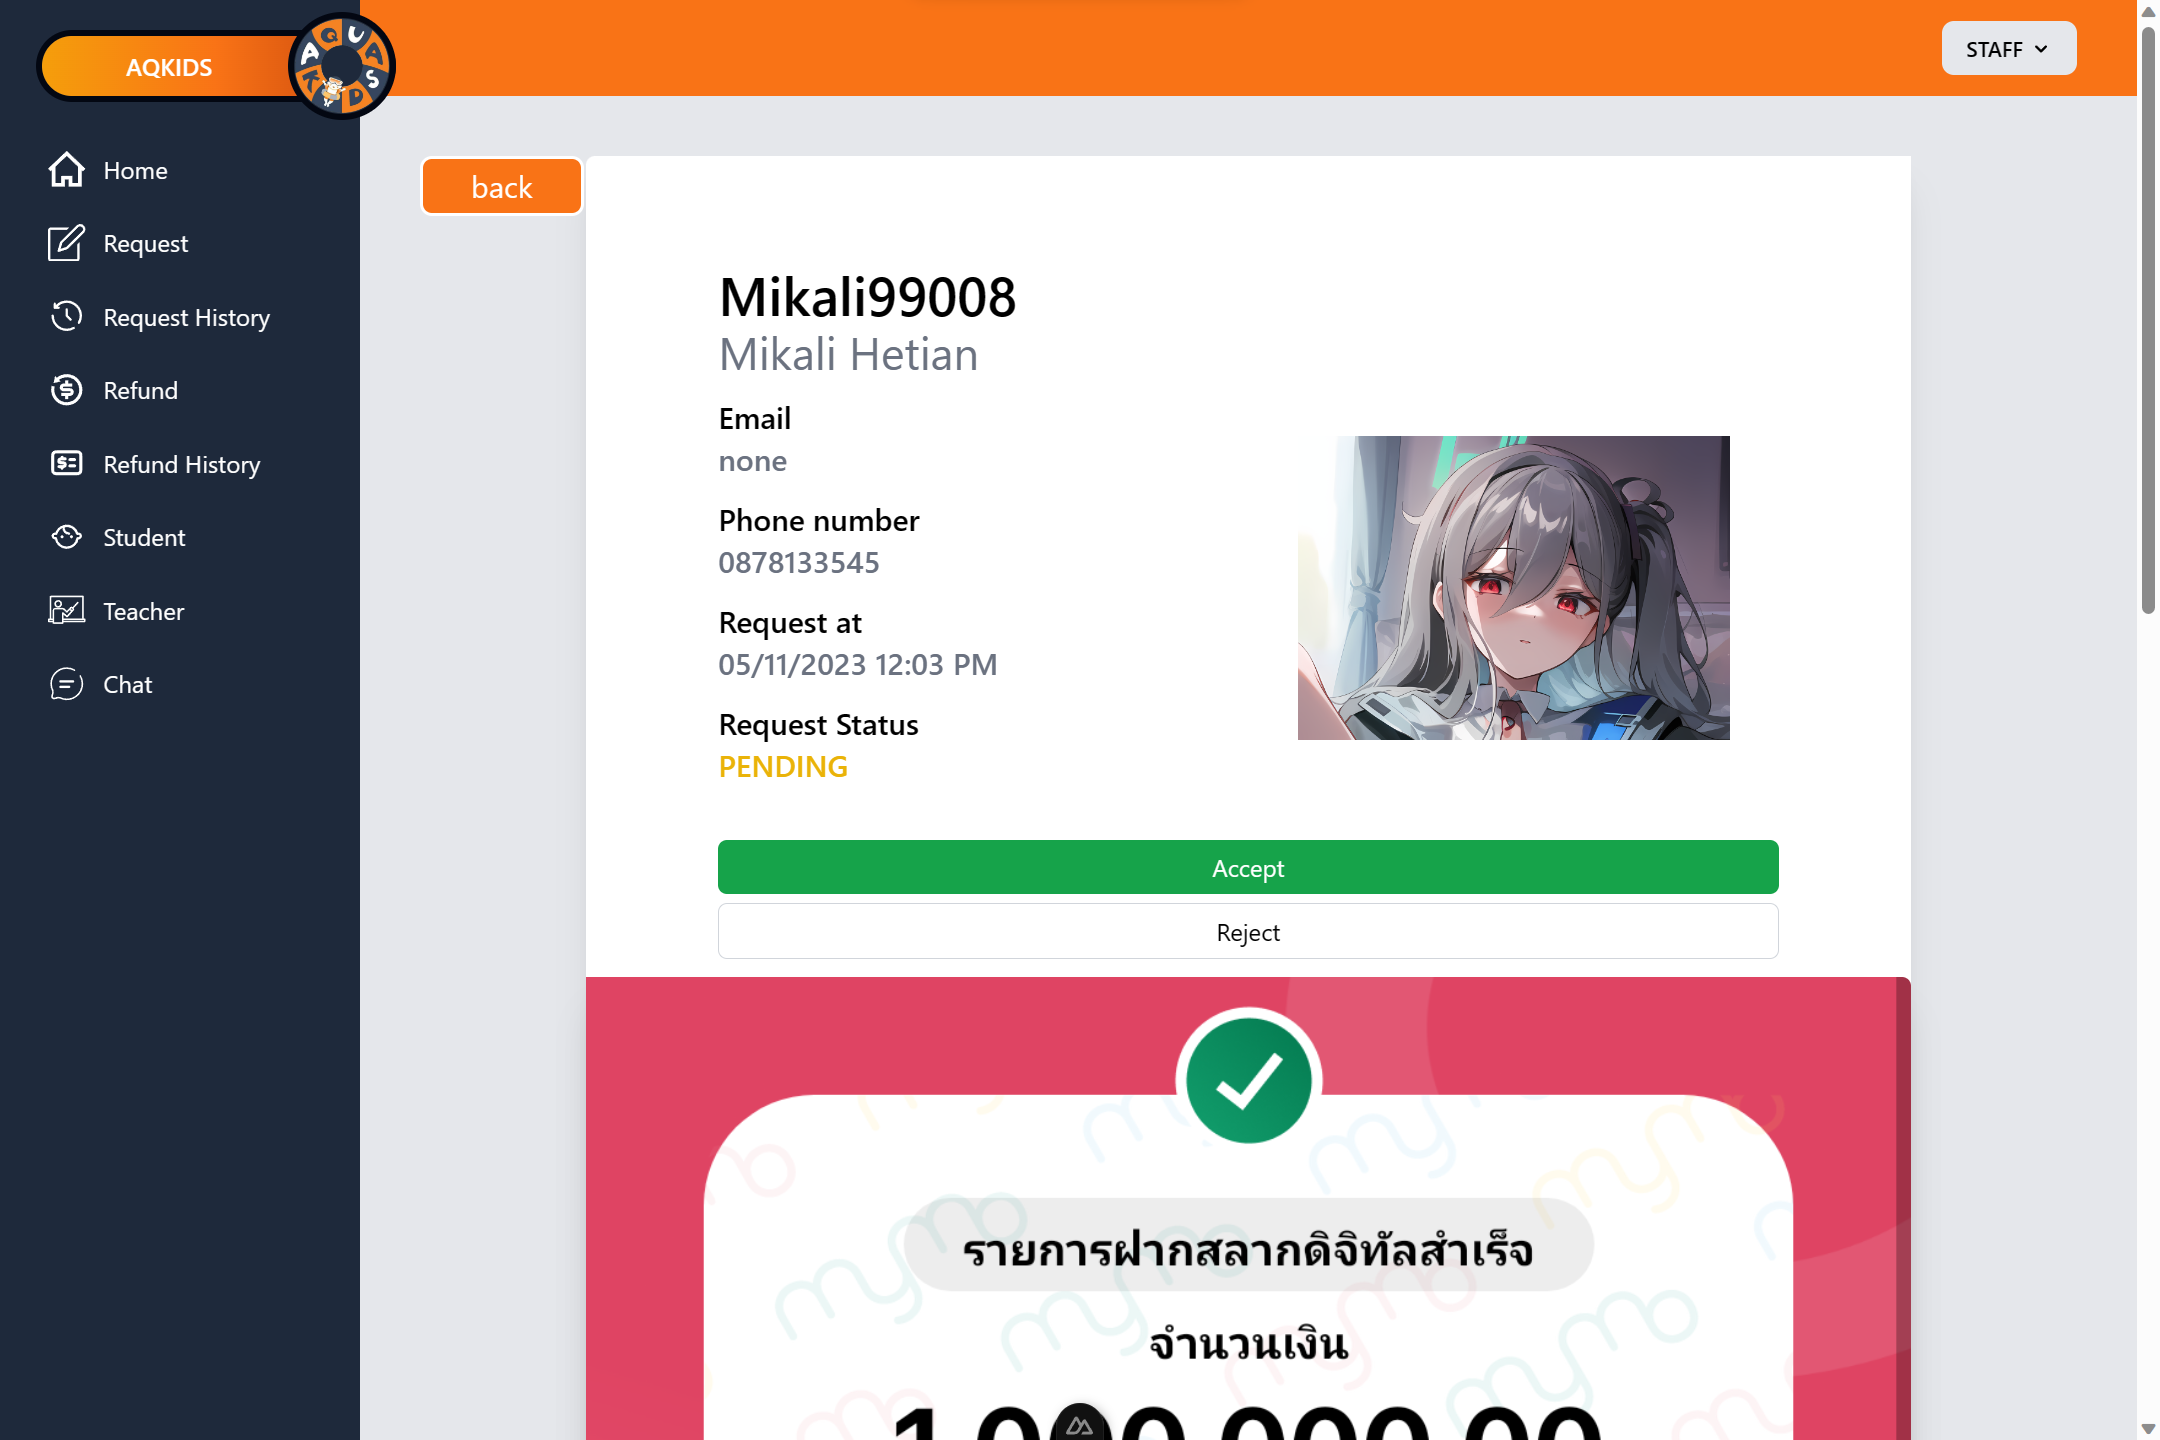 AQKIDS
AQUA KIDS
STAFF
Home
Request
Request History
Refund
Refund History
Student
Teacher
Chat
back
Mikali99008
Mikali Hetian
Email
none
Phone number
0878133545
Request at
05/11/2023 12:03 PM
Request Status
PENDING
Accept
Reject
mymo
รายการฝากสลากดิจิทัลสำเร็จ
จำนวนเงิน